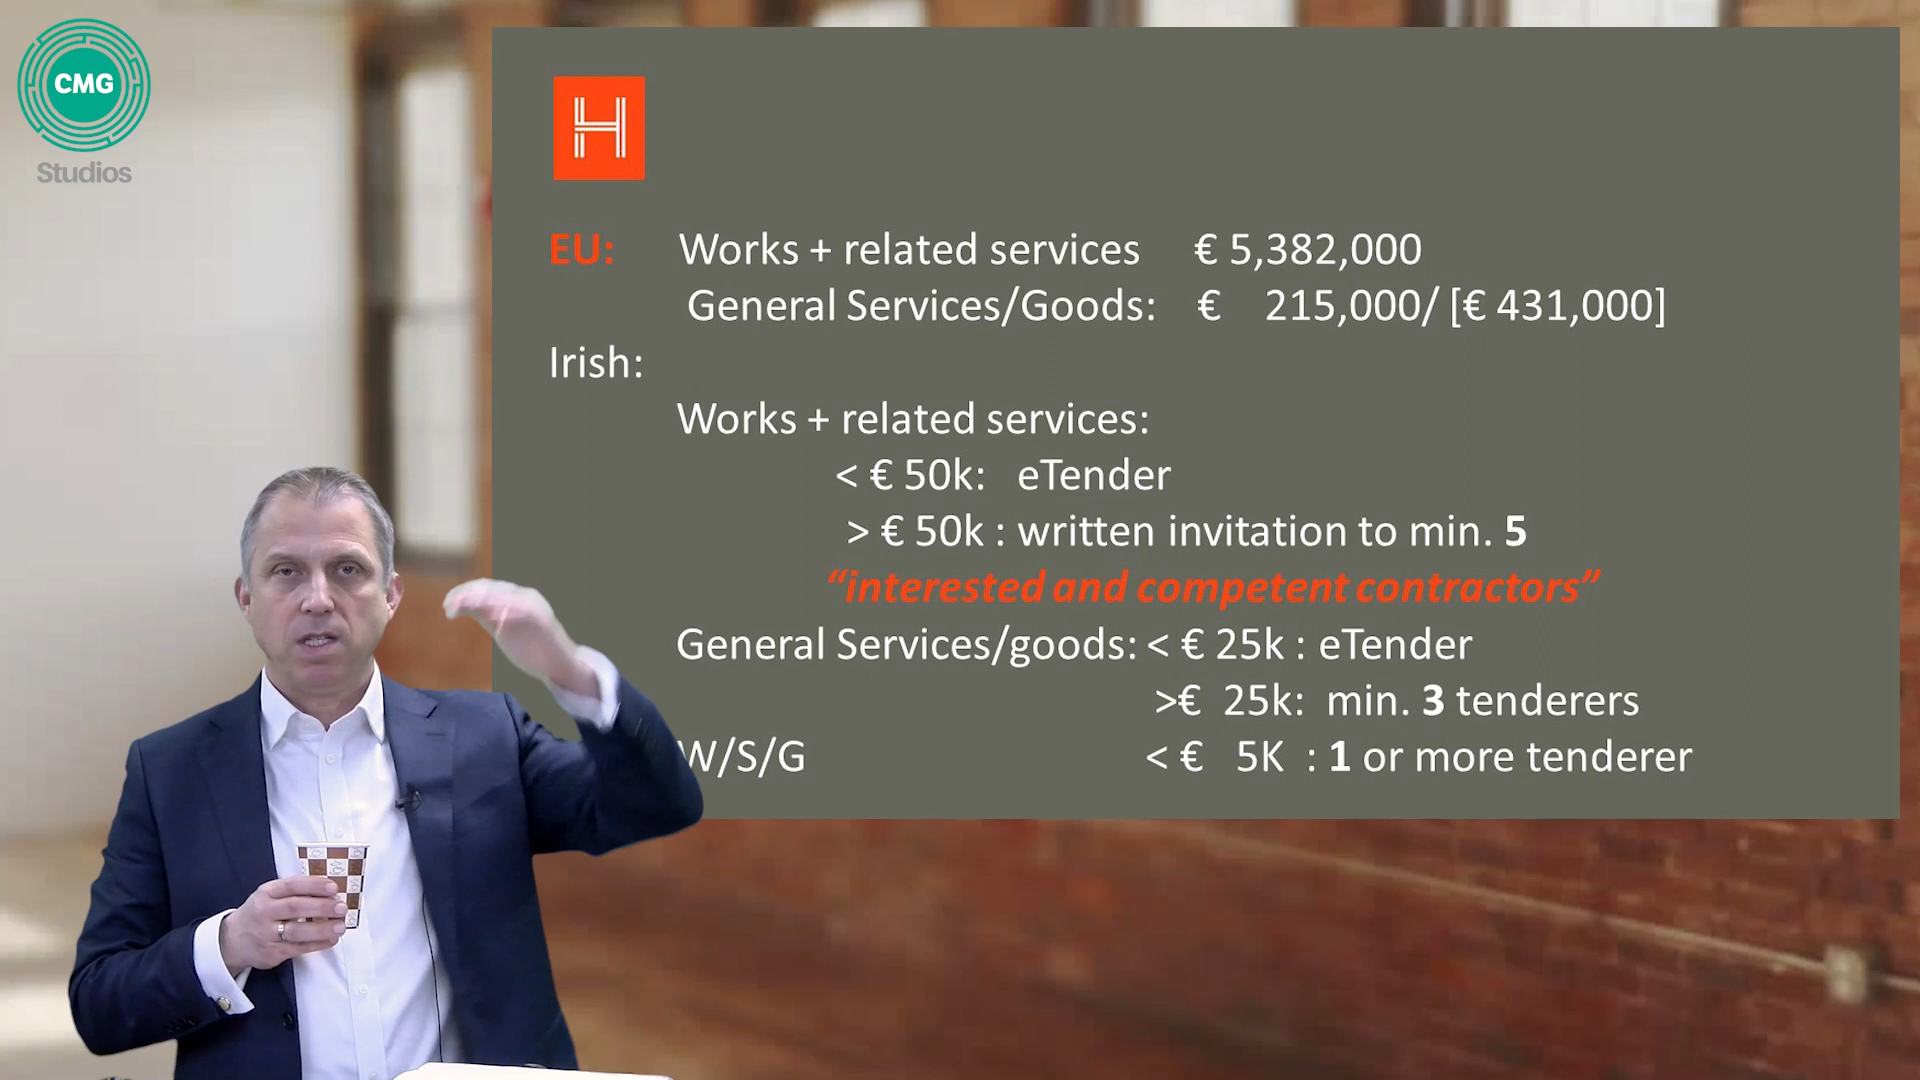 CMG
Studios
H
EU: Works + related services € 5,382,000
General Services/Goods: € 215,000/ [€ 431,000]
Irish:
Works + related services:
< € 50k: eTender
> € 50k : written invitation to min. 5
“interested and competent contractors”
General Services/goods: < € 25k : eTender
>€ 25k: min. 3 tenderers
W/S/G < € 5K : 1 or more tenderer